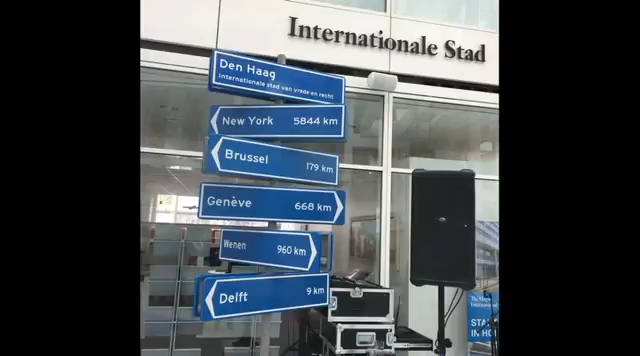 Internationale Stad
Den Haag
Internationale stad van vrede en recht
New York 5844 km
Brussel 179 km
Genève 668 km
Wenen 960 km
Delft 9 km